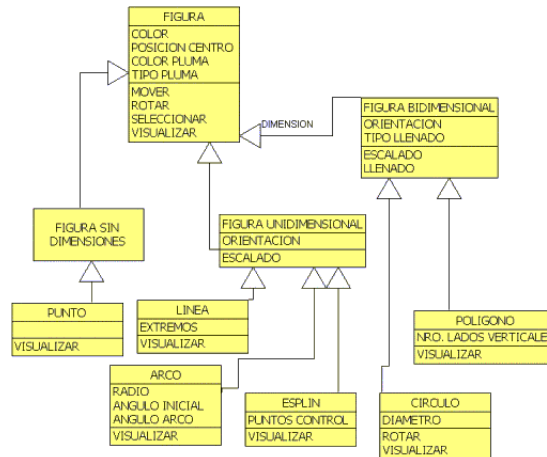 FIGURA
COLOR
POSICION CENTRO
COLOR PLUMA
TIPO PLUMA
MOVER
ROTAR
SELECCIONAR
VISUALIZAR
DIMENSION
FIGURA BIDIMENSIONAL
ORIENTACION
TIPO LLENADO
ESCALADO
LLENADO
FIGURA SIN
DIMENSIONES
FIGURA UNIDIMENSIONAL
ORIENTACION
ESCALADO
PUNTO
VISUALIZAR
LINEA
EXTREMOS
VISUALIZAR
POLIGONO
NRO. LADOS VERTICALE
VISUALIZAR
ARCO
RADIO
ANGULO INICIAL
ANGULO ARCO
VISUALIZAR
ESPLIN
PUNTOS CONTROL
VISUALIZAR
CIRCULO
DIAMETRO
ROTAR
VISUALIZAR